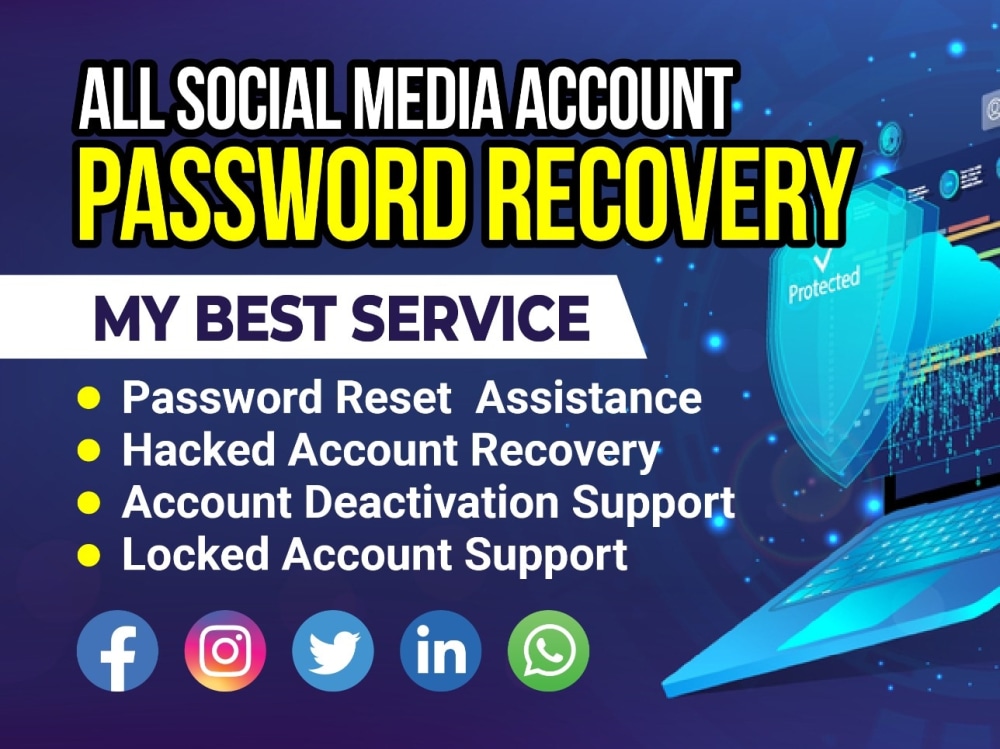 ALL SOCIAL MEDIA ACCOUNT
PASSWORD RECOVERY
Protected
MY BEST SERVICE
Password Reset Assistance
Hacked Account Recovery
Account Deactivation Support
Locked Account Support
f
in